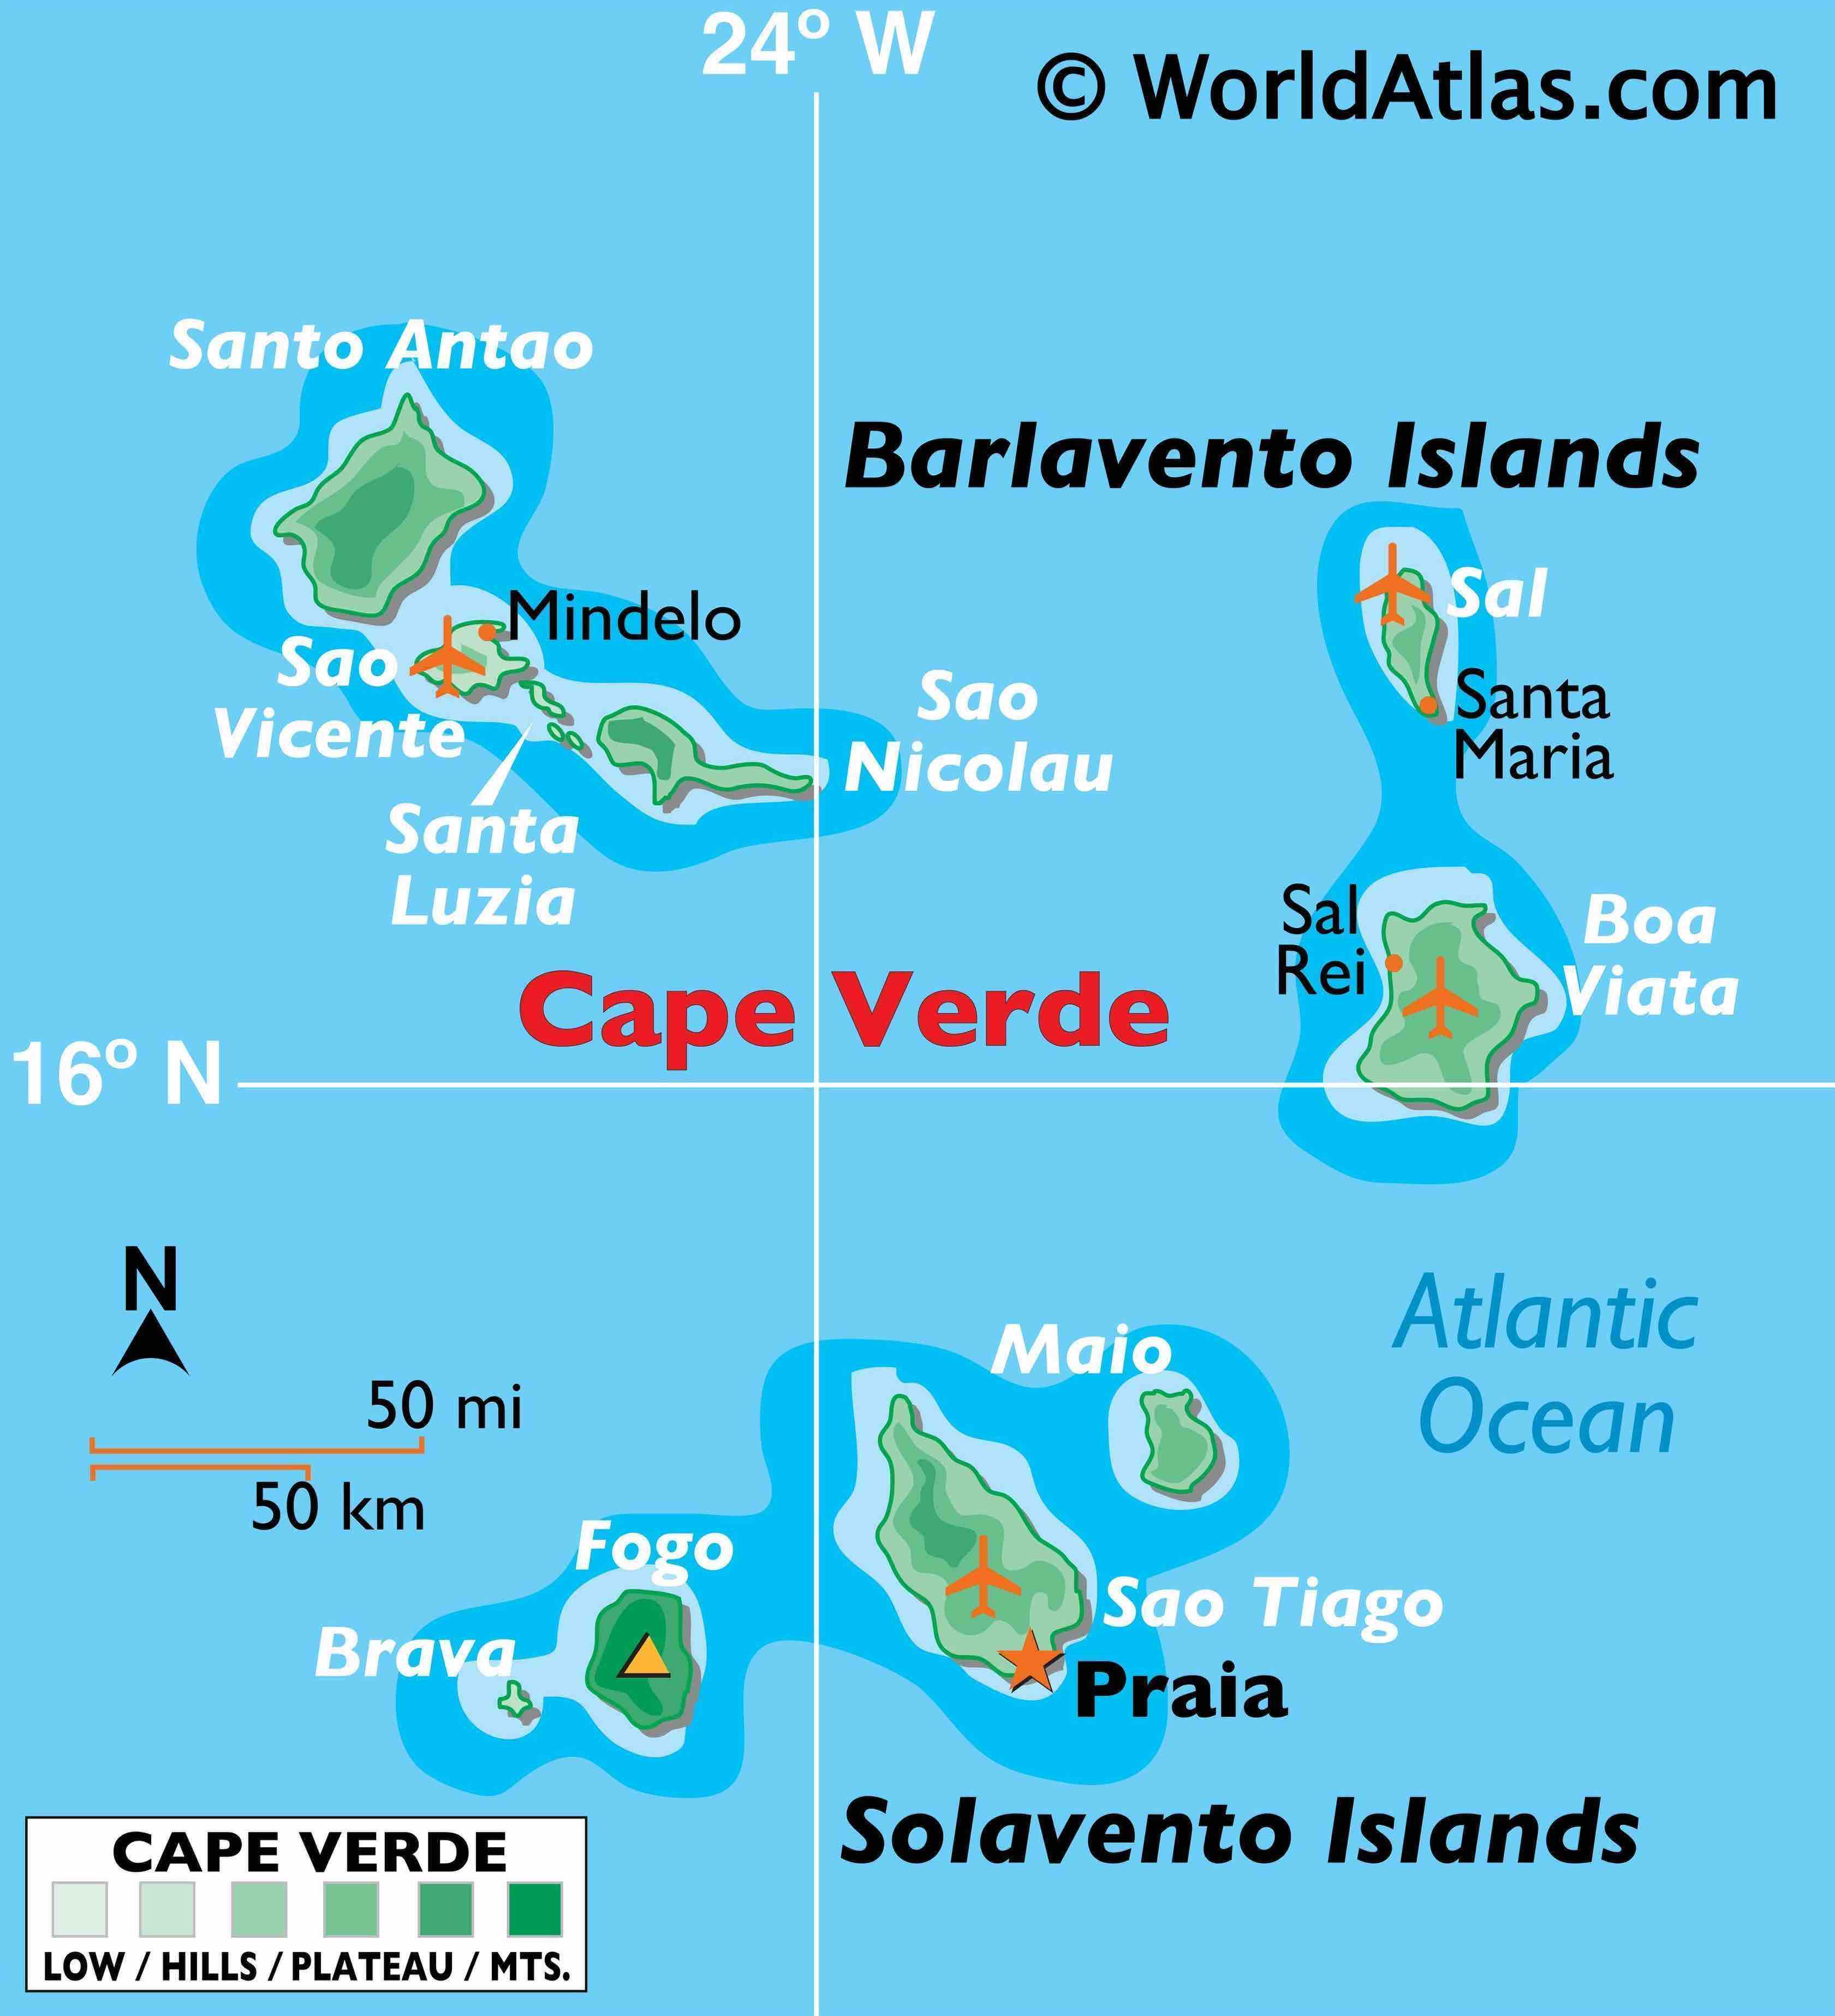 24º W
© WorldAtlas.com
Santo Antao
Barlavento Islands
Sal
Mindelo
Sao
Vicente
Santa
Maria
Sao
Nicolau
Santa
Luzia
Sal
Rei
Boa
Viata
Cape Verde
16º N
N
50 mi
50 km
Atlantic
Ocean
Maio
Fogo
Brava
Sao Tiago
Praia
Solavento Islands
CAPE VERDE
LOW / HILLS / PLATEAU / MTS.